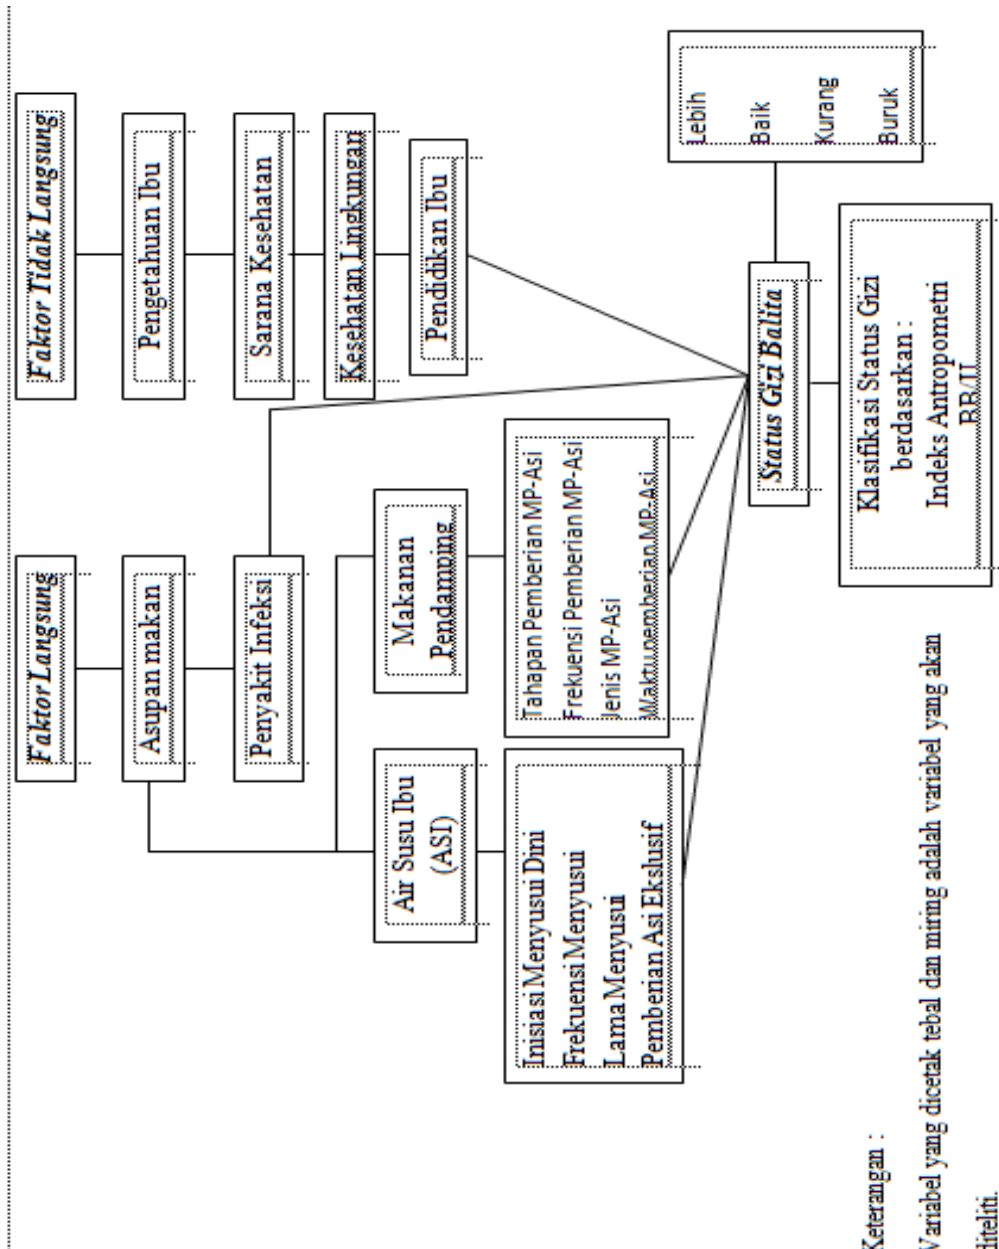 Faktor Langsung
Faktor Tidak Langsung
Asupan makan
Pengetahuan Ibu
Penyakit Infeksi
Sarana Kesehatan
Kesehatan Lingkungan
Pendidikan Ibu
Air Susu Ibu
(ASI)
Makanan
Pendamping
Inisiasi Menyusui Dini
Frekuensi Menyusui
Lama Menyusui
Pemberian Asi Ekslusif
Tahapan Pemberian MP-Asi
Frekuensi Pemberian MP-Asi
Jenis MP-Asi
Waktu pemberian MP-Asi
Status Gizi Balita
Lebih
Baik
Kurang
Buruk
Klasifikasi Status Gizi
berdasarkan :
Indeks Antropometri
BB/U
Keterangan :
Variabel yang dicetak tebal dan miring adalah variabel yang akan
diteliti.